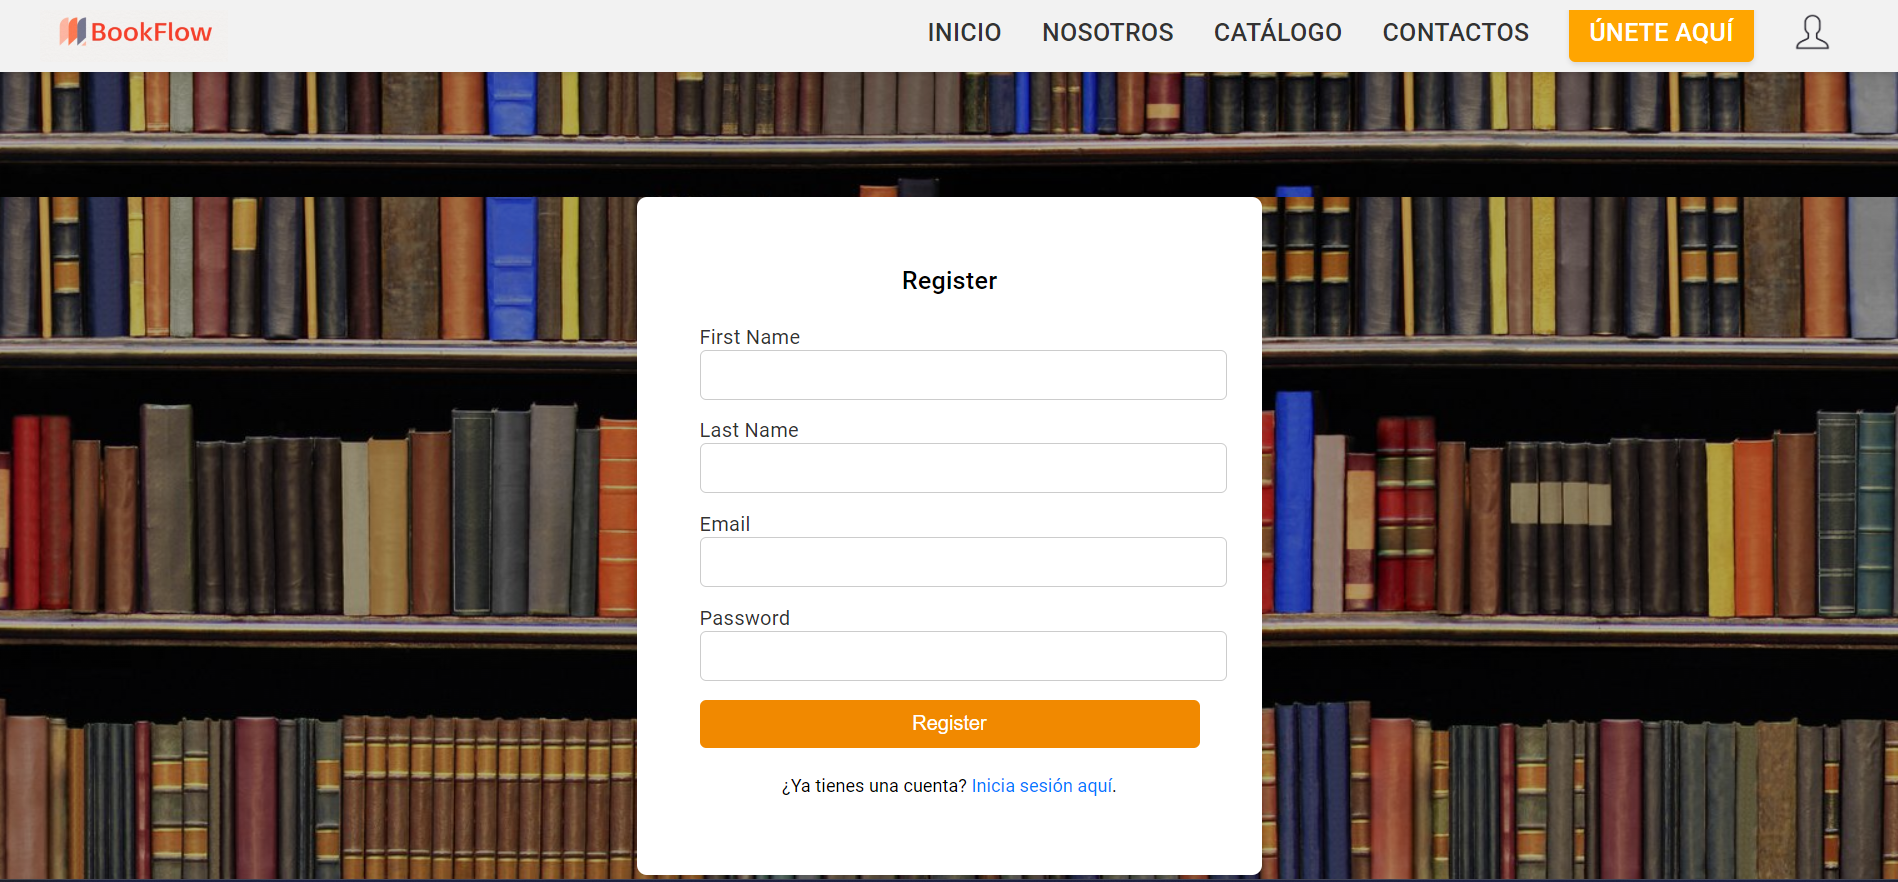 BookFlow
INICIO NOSOTROS CATÁLOGO CONTACTOS ÚNETE AQUÍ
Register
First Name
Last Name
Email
Password
Register
¿Ya tienes una cuenta? Inicia sesión aquí.